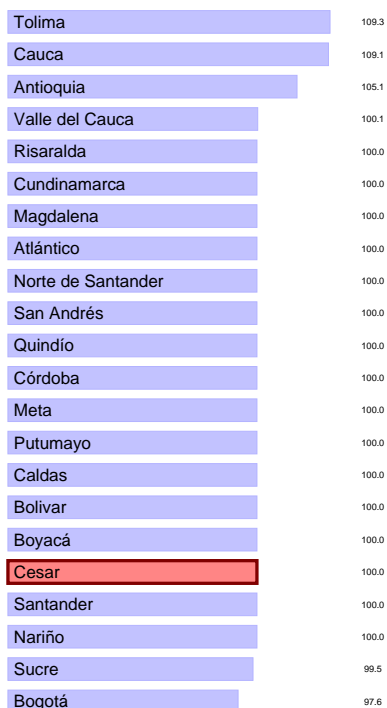 Tolima 109.3
Cauca 109.1
Antioquia 105.1
Valle del Cauca 100.1
Risaralda 100.0
Cundinamarca 100.0
Magdalena 100.0
Atlántico 100.0
Norte de Santander 100.0
San Andrés 100.0
Quindío 100.0
Córdoba 100.0
Meta 100.0
Putumayo 100.0
Caldas 100.0
Bolivar 100.0
Boyacá 100.0
Cesar 100.0
Santander 100.0
Nariño 100.0
Sucre 99.5
Bogotá 97.6